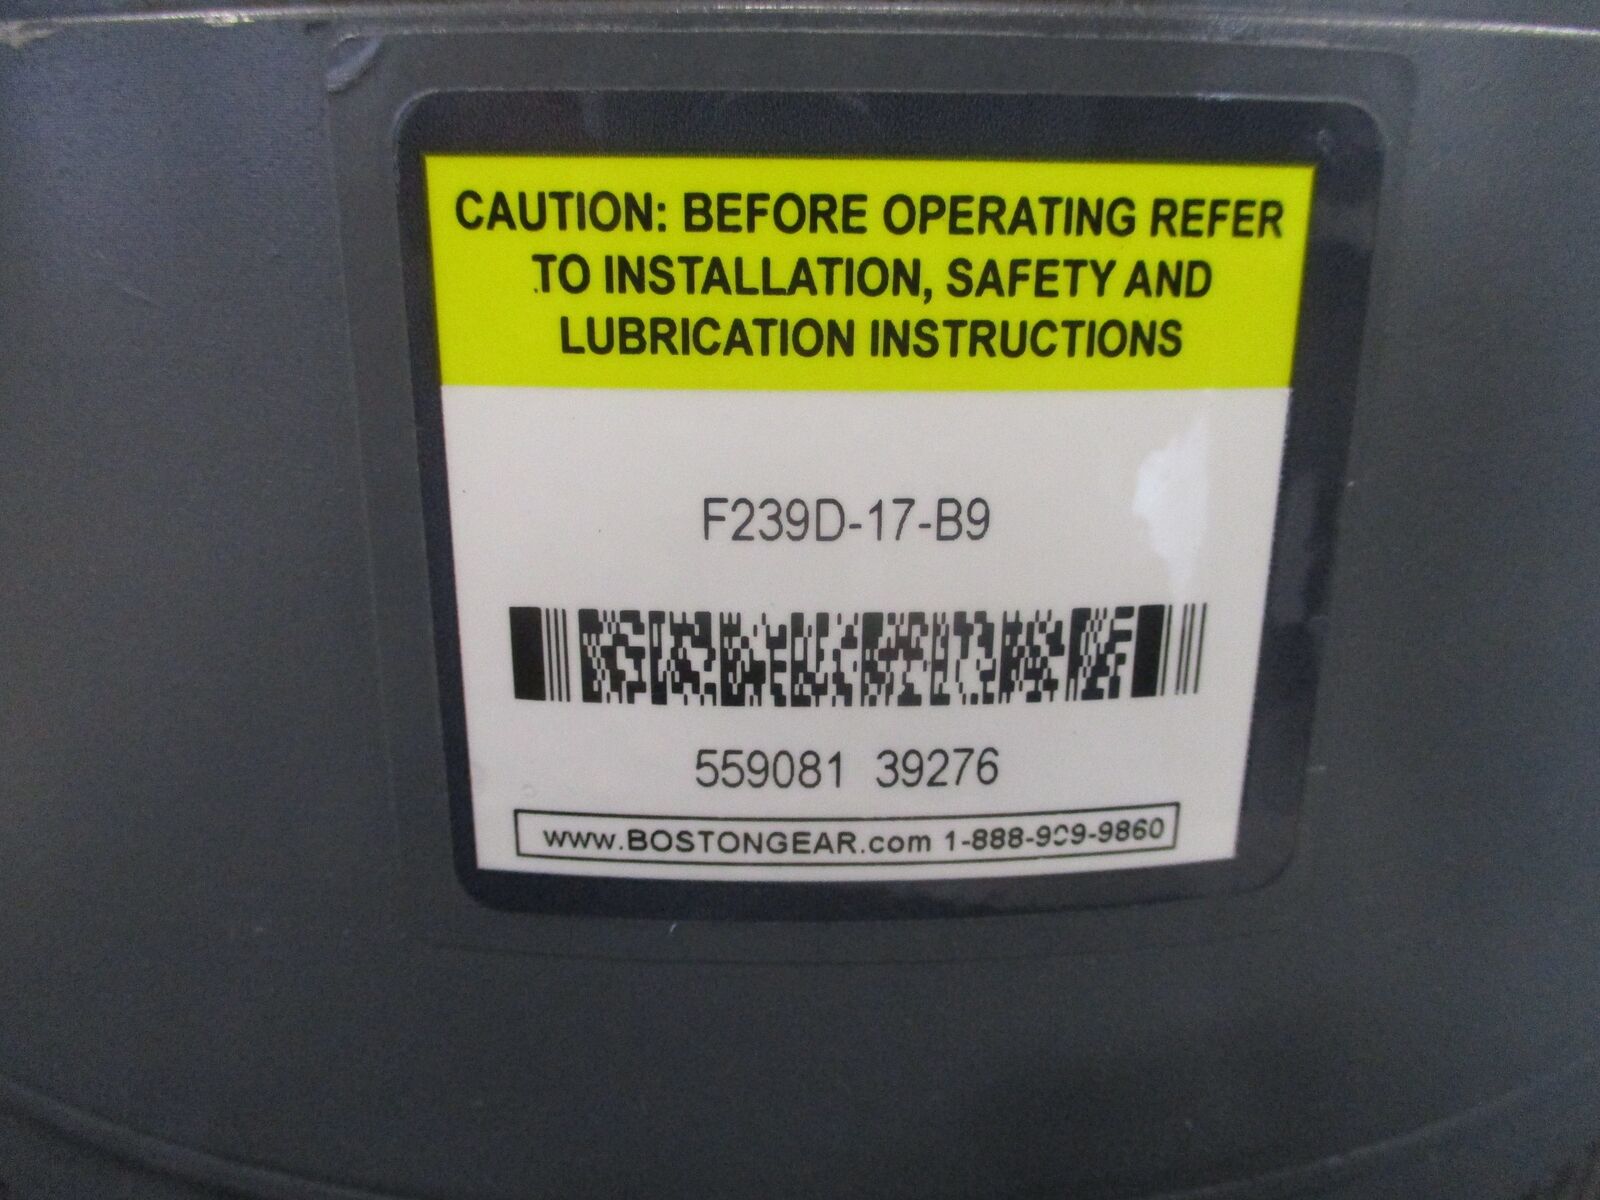 CAUTION: BEFORE OPERATING REFER
TO INSTALLATION, SAFETY AND
LUBRICATION INSTRUCTIONS
F239D-17-B9
559081 39276
www.BOSTONGEAR.com 1-888-999-9860